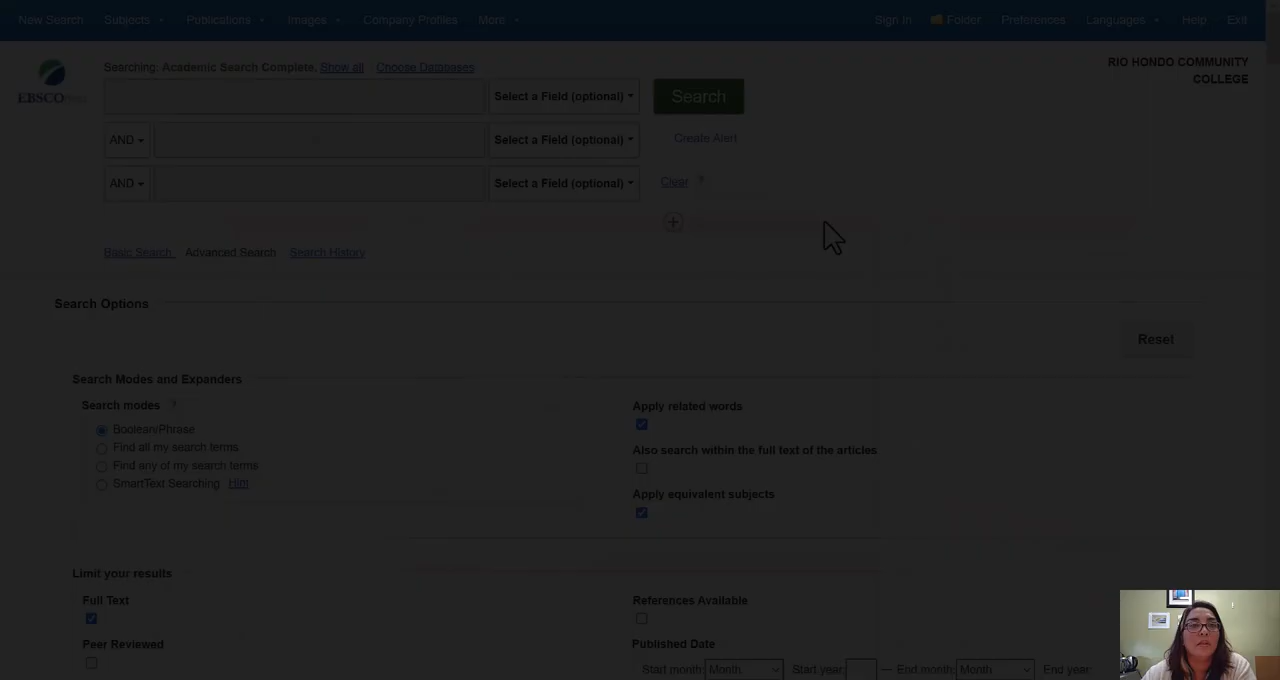 New Search Subjects Publications Images Company Profiles More Sign In Folder Preferences Languages Help Exit
Searching: Academic Search Complete, Show all Choose Databases
RIO HONDO COMMUNITY
COLLEGE
EBSCO
Select a Field (optional) Search
AND Select a Field (optional) Create Alert
AND Select a Field (optional) Clear ?
Basic Search Advanced Search Search History
Search Options
Reset
Search Modes and Expanders
Search modes ? Apply related words
Boolean/Phrase
Find all my search terms Also search within the full text of the articles
Find any of my search terms
SmartText Searching Hint Apply equivalent subjects
Limit your results
Full Text References Available
Peer Reviewed Published Date
Start month: Month Start year: — End month: Month End year: